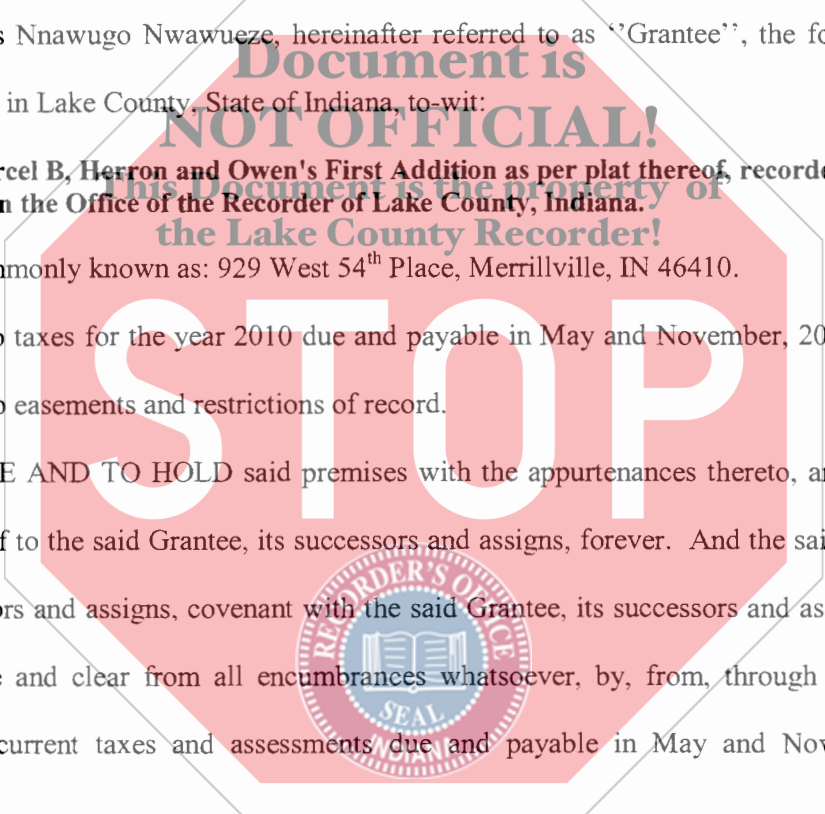 s Nnawugo Nwawueze, hereinafter referred to as ‘’Grantee’’, the fo
Document is
in Lake County, State of Indiana, to-wit:
NOT OFFICIAL!
rcel B, Herron and Owen's First Addition as per plat thereof, recorde
This Document is the property of
n the Office of the Recorder of Lake County, Indiana.
the Lake County Recorder!
mmonly known as: 929 West 54th Place, Merrillville, IN 46410.
o taxes for the year 2010 due and payable in May and November, 20
o easements and restrictions of record.
STOP
E AND TO HOLD said premises with the appurtenances thereto, an
f to the said Grantee, its successors and assigns, forever. And the sai
RECORDER'S OFFICE
ors and assigns, covenant with the said Grantee, its successors and as
e and clear from all encumbrances whatsoever, by, from, through
SEAL
INDIANA
current taxes and assessments due and payable in May and Nov